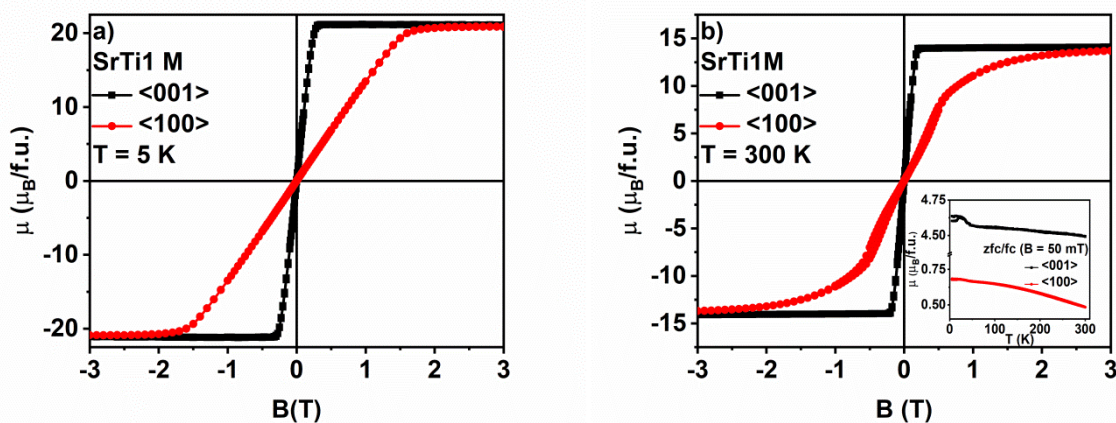 a)
SrTi1 M
<001>
<100>
T = 5 K
20
10
0
-10
-20
μ (μB/f.u.)
-3 -2 -1 0 1 2 3
B(T)
b)
SrTi1M
<001>
<100>
T = 300 K
15
10
5
0
-5
-10
-15
μ (μB/f.u.)
-3 -2 -1 0 1 2 3
B (T)
4.75
4.50
0.75
0.50
μ (μB/f.u.)
zfc/fc (B = 50 mT)
<001>
<100>
0 100 200 300
T (K)